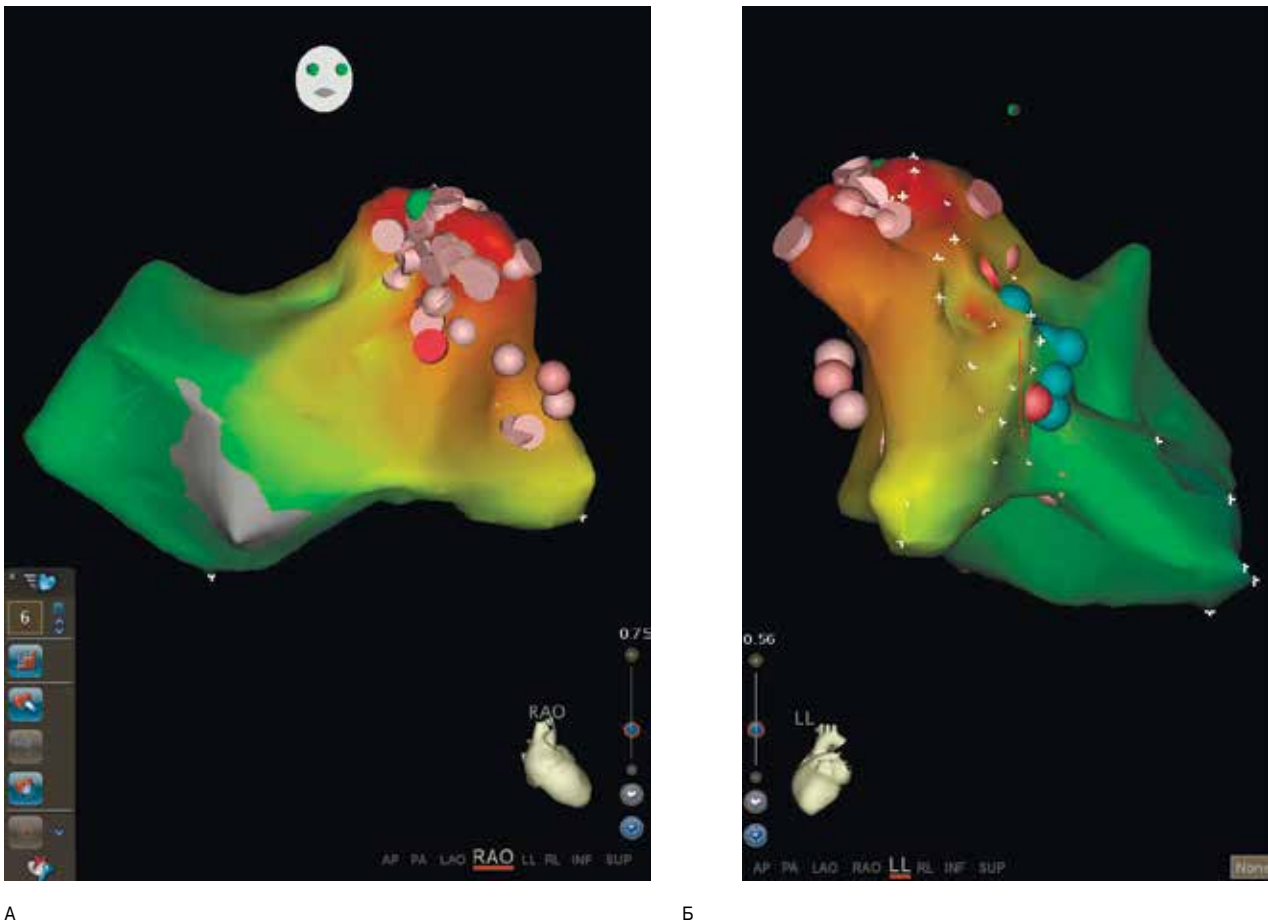 6
0.75
RAO
AP PA LAO RAO LL RL INF SUP
0.56
LL
AP PA LAO RAO LL RL INF SUP
None
А
Б